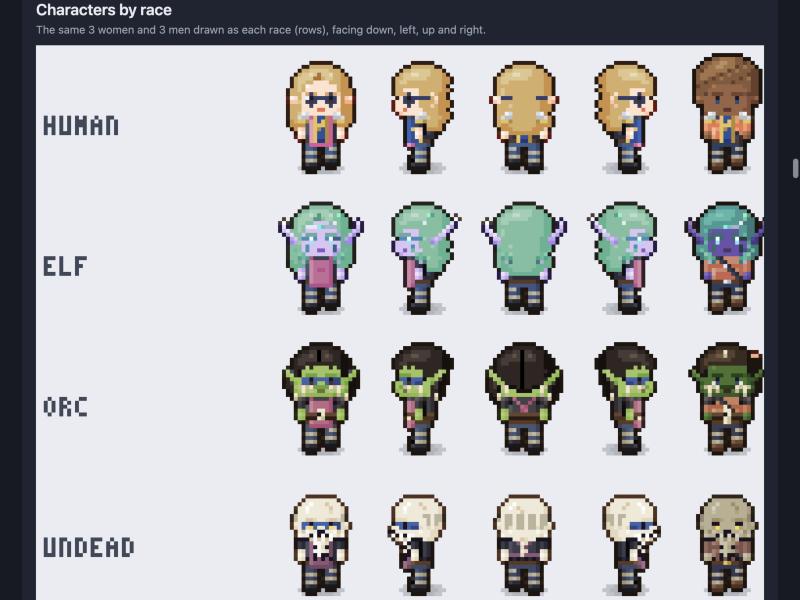 Characters by race
The same 3 women and 3 men drawn as each race (rows), facing down, left, up and right.
HUMAN
ELF
ORC
UNDEAD